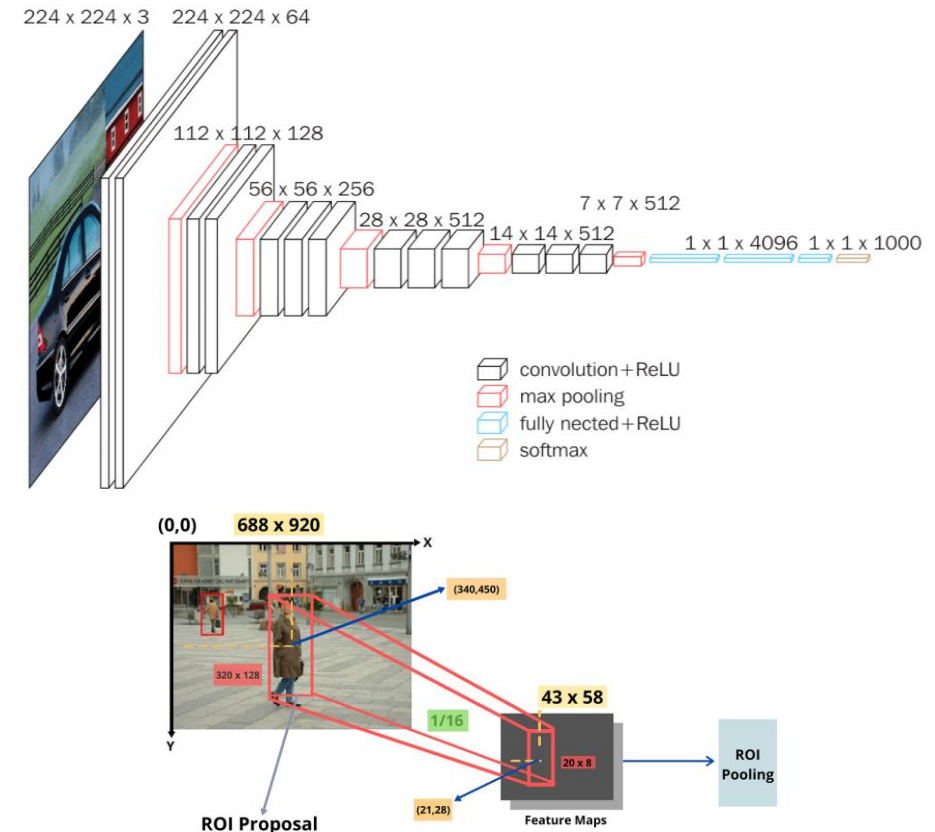 224 x 224 x 3
224 x 224 x 64
112 x 112 x 128
56 x 56 x 256
28 x 28 x 512
14 x 14 x 512
7 x 7 x 512
1 x 1 x 4096
1 x 1 x 1000
convolution+ReLU
max pooling
fully nected+ReLU
softmax
(0,0)
688 x 920
X
(340,450)
320 x 128
Y
1/16
43 x 58
20 x 8
ROI
Pooling
(21,28)
Feature Maps
ROI Proposal